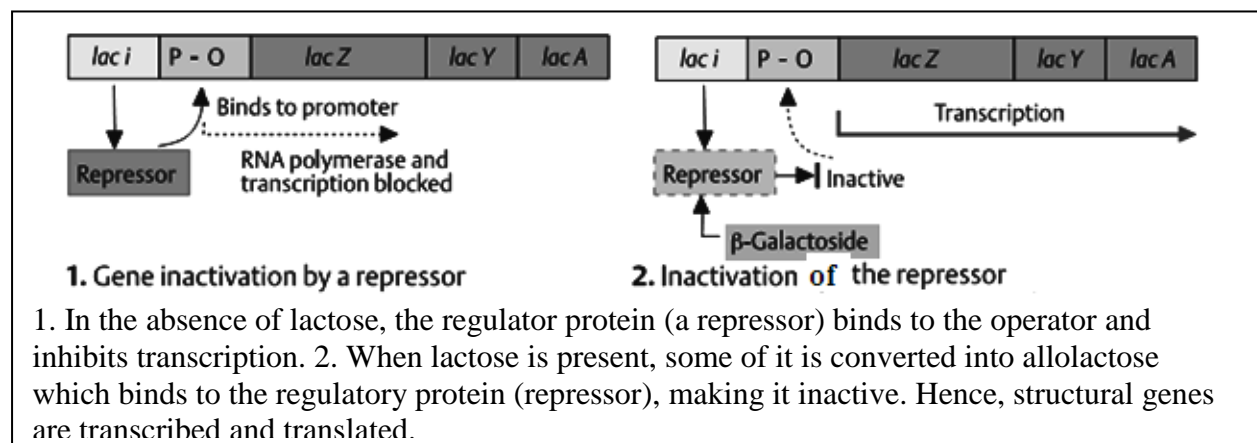 lac i P - O lac Z lac Y lac A
Binds to promoter
RNA polymerase and
transcription blocked
Repressor
1. Gene inactivation by a repressor
lac i P - O lac Z lac Y lac A
Transcription
Repressor
Inactive
β-Galactoside
2. Inactivation of the repressor
1. In the absence of lactose, the regulator protein (a repressor) binds to the operator and
inhibits transcription. 2. When lactose is present, some of it is converted into allolactose
which binds to the regulatory protein (repressor), making it inactive. Hence, structural genes
are transcribed and translated.